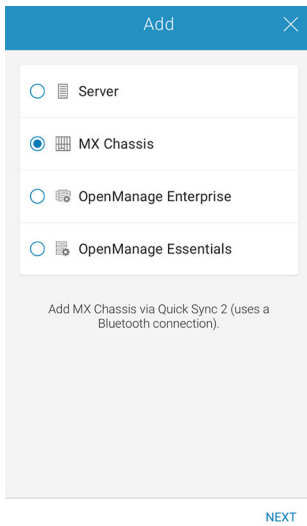 Add
Server
MX Chassis
OpenManage Enterprise
OpenManage Essentials
Add MX Chassis via Quick Sync 2 (uses a
Bluetooth connection).
NEXT